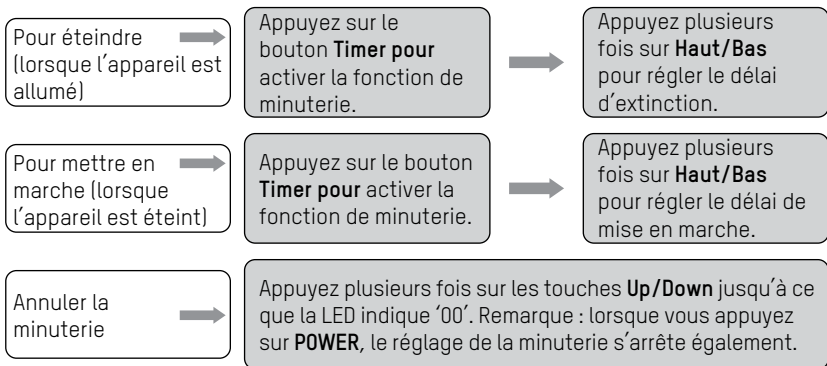 Pour éteindre
(lorsque l'appareil est
allumé)
Appuyez sur le
bouton Timer pour
activer la fonction de
minuterie.
Appuyez plusieurs
fois sur Haut/Bas
pour régler le délai
d'extinction.
Pour mettre en
marche (lorsque
l'appareil est éteint)
Appuyez sur le bouton
Timer pour activer la
fonction de minuterie.
Appuyez plusieurs
fois sur Haut/Bas
pour régler le délai de
mise en marche.
Annuler la
minuterie
Appuyez plusieurs fois sur les touches Up/Down jusqu'à ce
que la LED indique ‘00’. Remarque : lorsque vous appuyez
sur POWER, le réglage de la minuterie s'arrête également.